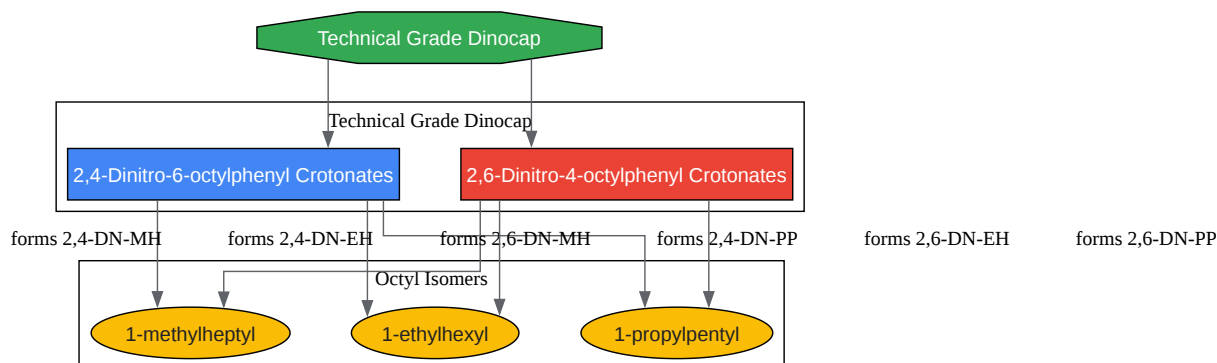 Technical Grade Dinocap
Technical Grade Dinocap
2,4-Dinitro-6-octylphenyl Crotonates
2,6-Dinitro-4-octylphenyl Crotonates
forms 2,4-DN-MH
forms 2,4-DN-EH
forms 2,6-DN-MH
forms 2,4-DN-PP
forms 2,6-DN-EH
forms 2,6-DN-PP
Octyl Isomers
1-methylheptyl
1-ethylhexyl
1-propylpentyl